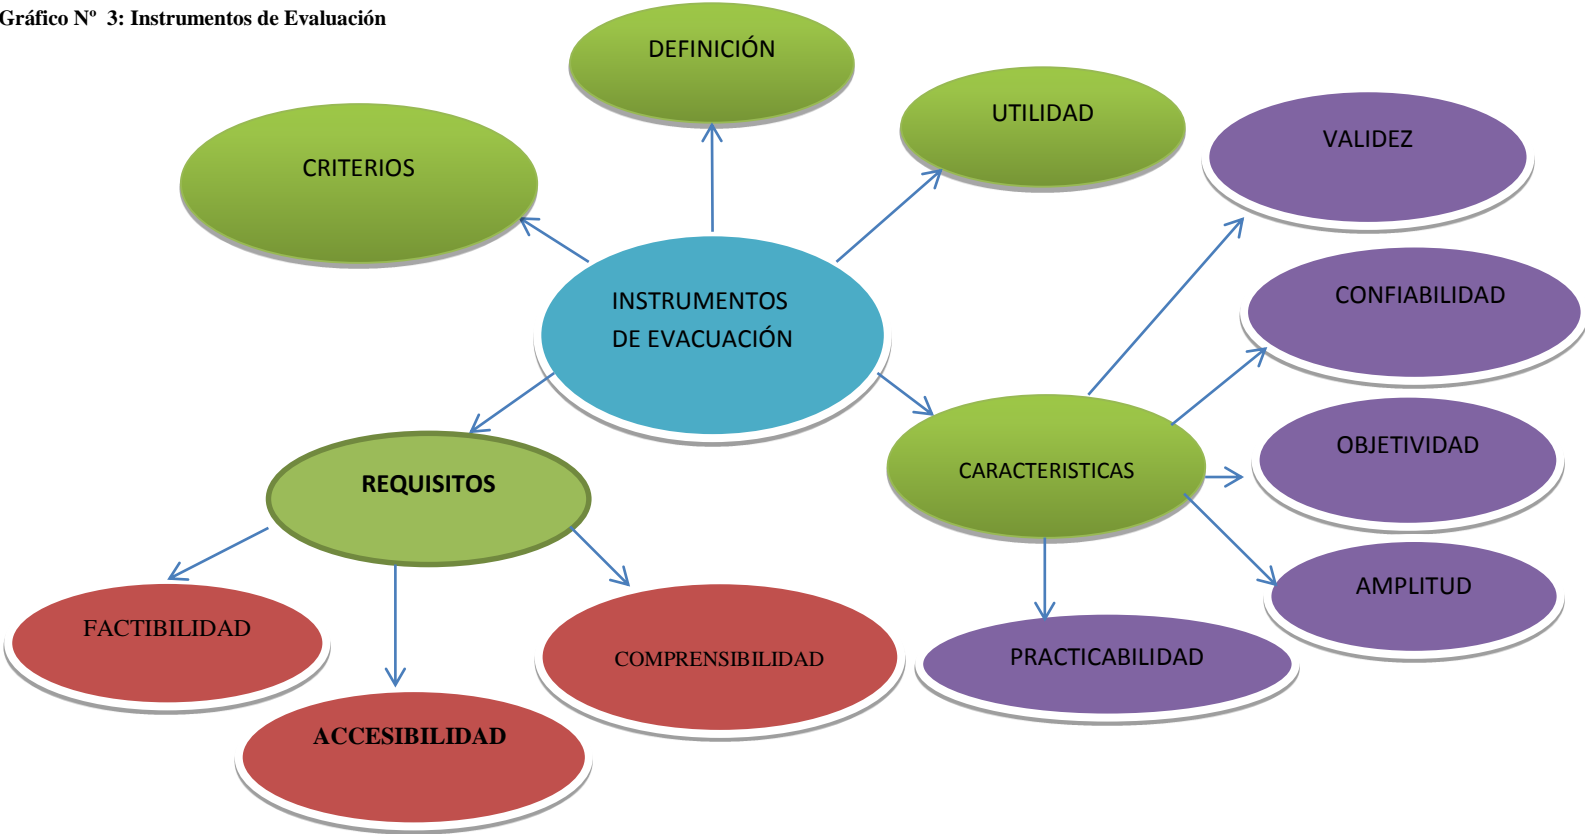 Gráfico Nº  3: Instrumentos de Evaluación
DEFINICIÓN
UTILIDAD
CRITERIOS
VALIDEZ
INSTRUMENTOS
DE EVACUACIÓN
CONFIABILIDAD
OBJETIVIDAD
CARACTERISTICAS
REQUISITOS
AMPLITUD
FACTIBILIDAD
COMPRENSIBILIDAD
PRACTICABILIDAD
ACCESIBILIDAD